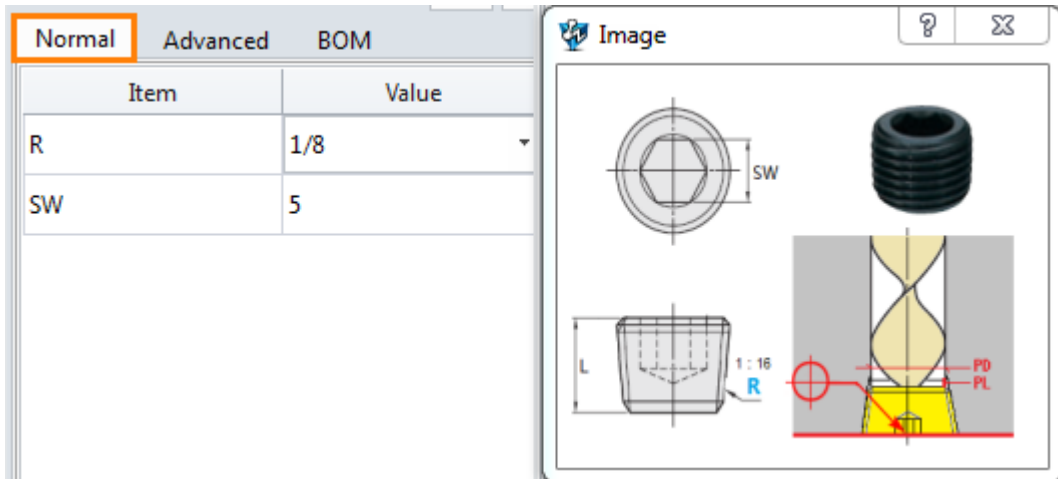 Normal Advanced BOM
Item Value
R 1/8
SW 5
Image
SW
L
1 : 16
R
PD
PL